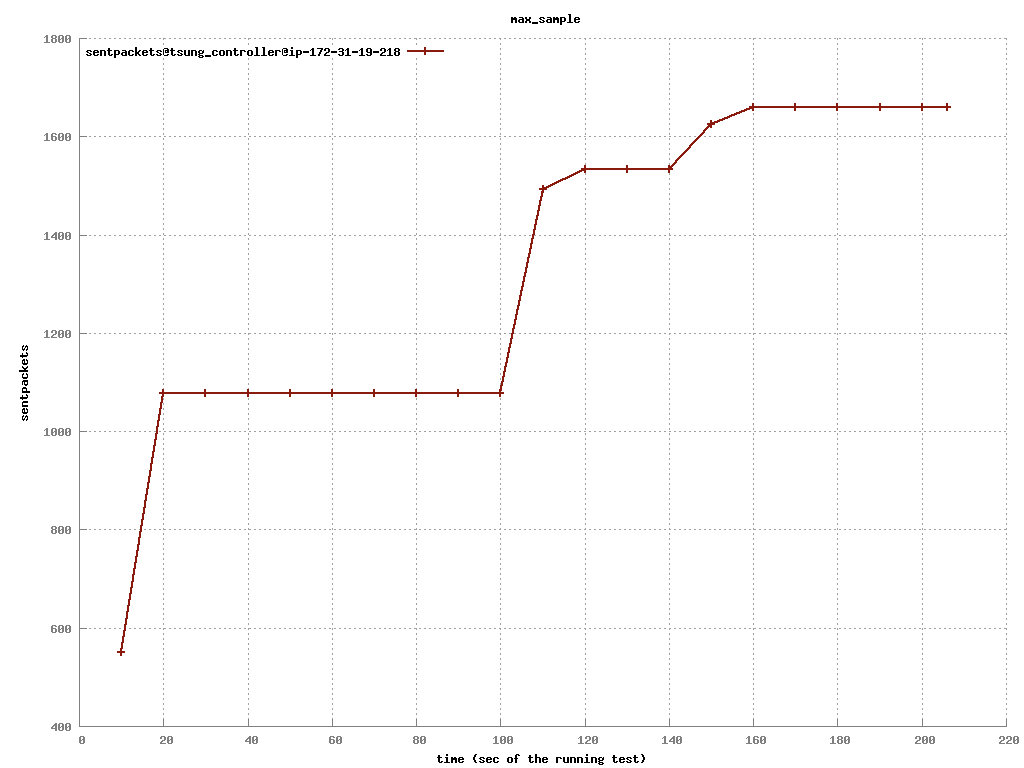 max_sample
sentpackets@tsung_controller@ip-172-31-19-218
1800
1600
1400
1200
1000
800
600
400
sentpackets
0 20 40 60 80 100 120 140 160 180 200 220
time (sec of the running test)